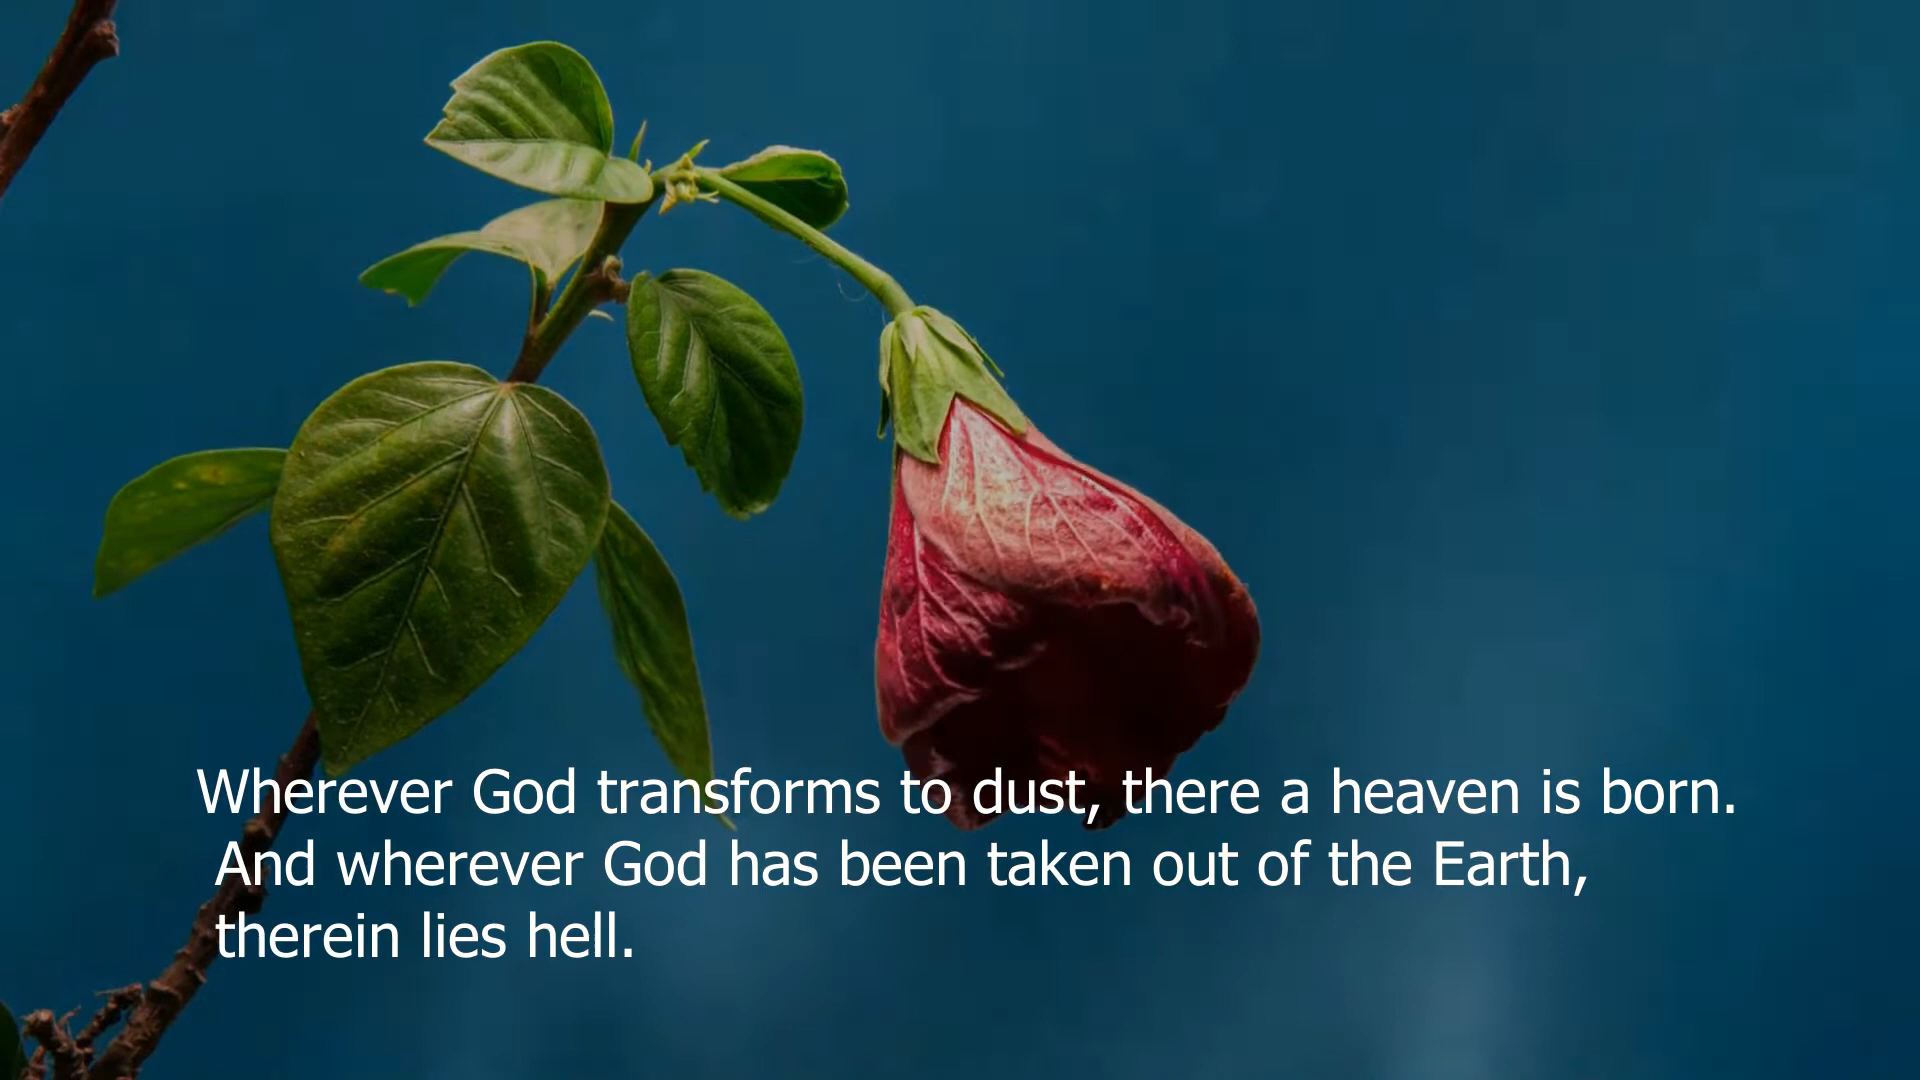 Wherever God transforms to dust, there a heaven is born.
And wherever God has been taken out of the Earth,
therein lies hell.